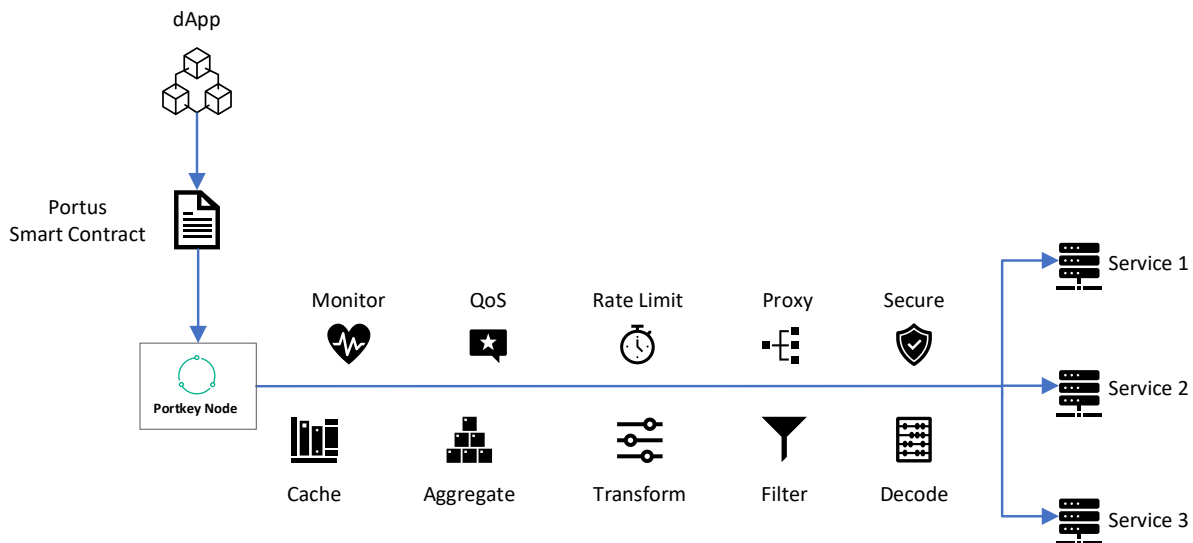 dApp
Portus
Smart Contract
Monitor
QoS
Rate Limit
Proxy
Secure
Service 1
Portkey Node
Service 2
Cache
Aggregate
Transform
Filter
Decode
Service 3